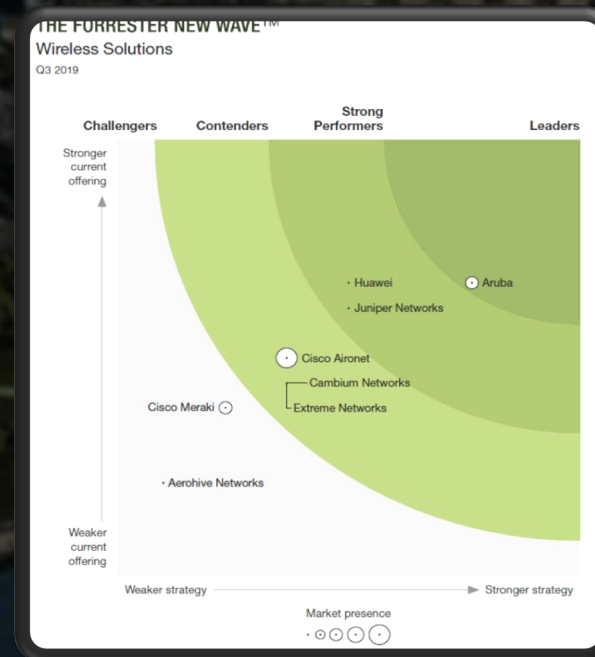 THE FORRESTER NEW WAVE™
Wireless Solutions
Q3 2019
Challengers
Contenders
Strong
Performers
Leaders
Stronger
current
offering
Huawei
Aruba
Juniper Networks
Cisco Aironet
Cambium Networks
Cisco Meraki
Extreme Networks
Aerohive Networks
Weaker
current
offering
Weaker strategy
Stronger strategy
Market presence